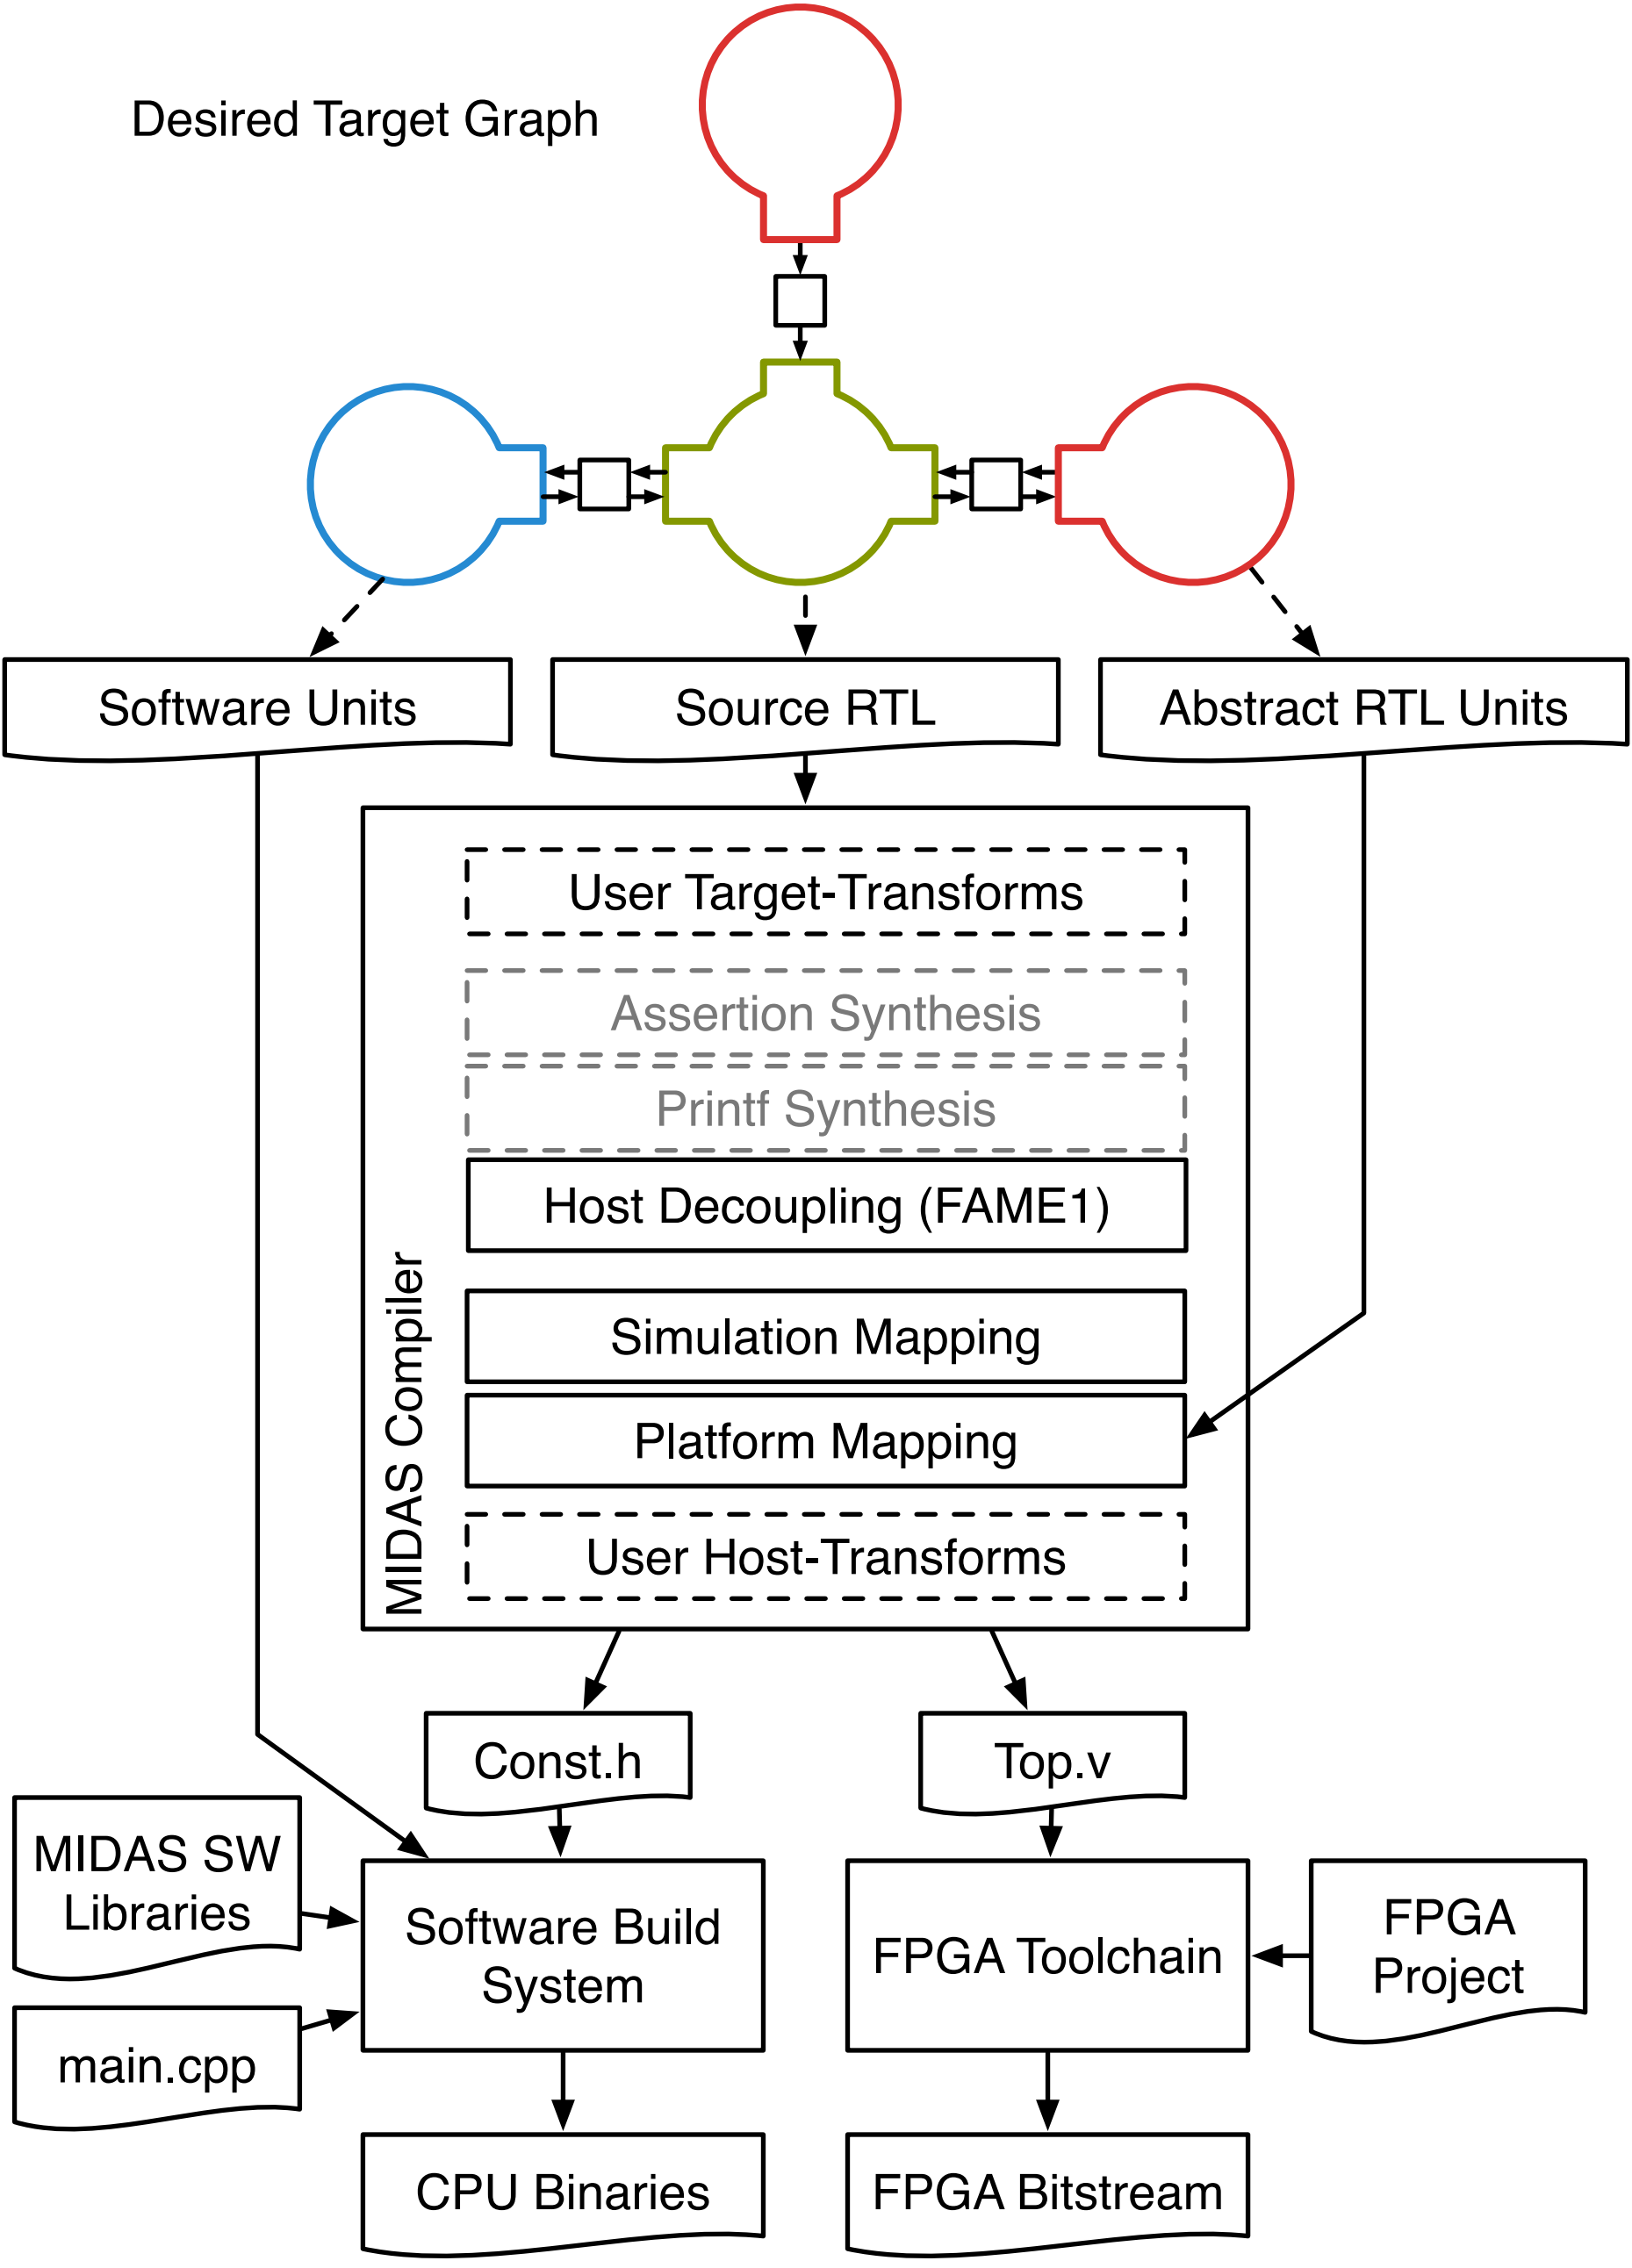 Desired Target Graph
Software Units
Source RTL
Abstract RTL Units
MIDAS Compiler
User Target-Transforms
Assertion Synthesis
Printf Synthesis
Host Decoupling (FAME1)
Simulation Mapping
Platform Mapping
User Host-Transforms
Const.h
Top.v
MIDAS SW
Libraries
main.cpp
Software Build
System
FPGA Toolchain
FPGA
Project
CPU Binaries
FPGA Bitstream